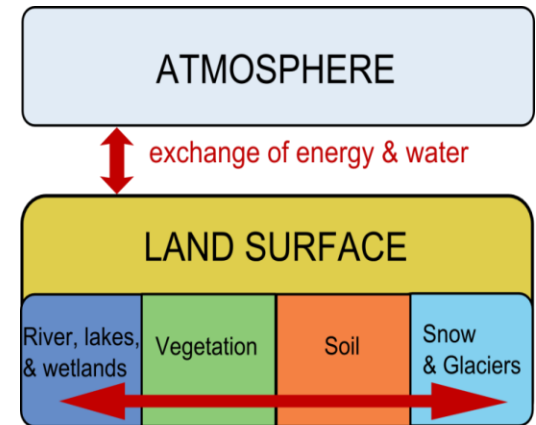 ATMOSPHERE
exchange of energy & water
LAND SURFACE
River, lakes,
& wetlands
Vegetation
Soil
Snow
& Glaciers